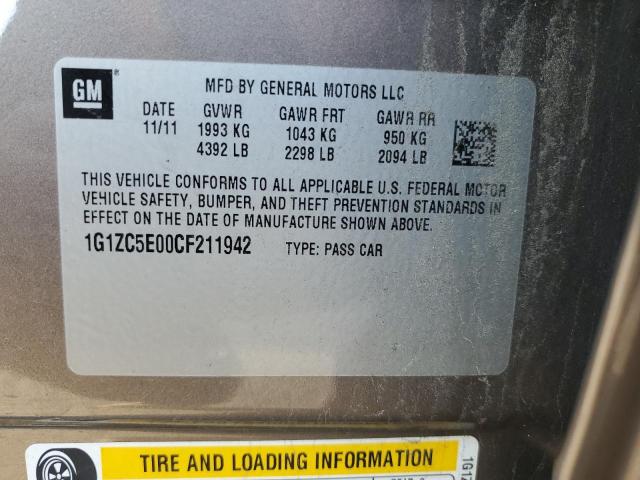 GM
MFD BY GENERAL MOTORS LLC
DATE GVWR GAWR FRT GAWR RR
11/11 1993 KG 1043 KG 950 KG
4392 LB 2298 LB 2094 LB
THIS VEHICLE CONFORMS TO ALL APPLICABLE U.S. FEDERAL MOTOR
VEHICLE SAFETY, BUMPER, AND THEFT PREVENTION STANDARDS IN
EFFECT ON THE DATE OF MANUFACTURE SHOWN ABOVE.
1G1ZC5E00CF211942 TYPE: PASS CAR
TIRE AND LOADING INFORMATION
1G1Z